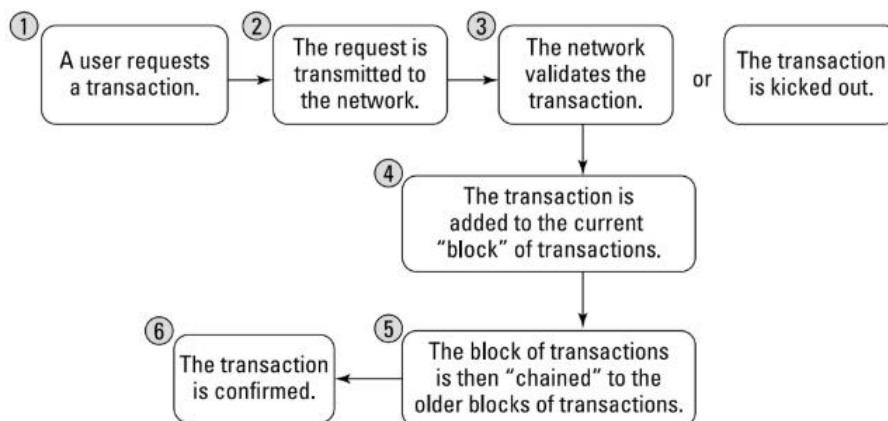 1
A user requests
a transaction.
2
The request is
transmitted to
the network.
3
The network
validates the
transaction.
or
The transaction
is kicked out.
4
The transaction is
added to the current
“block” of transactions.
5
The block of transactions
is then “chained” to the
older blocks of transactions.
6
The transaction
is confirmed.